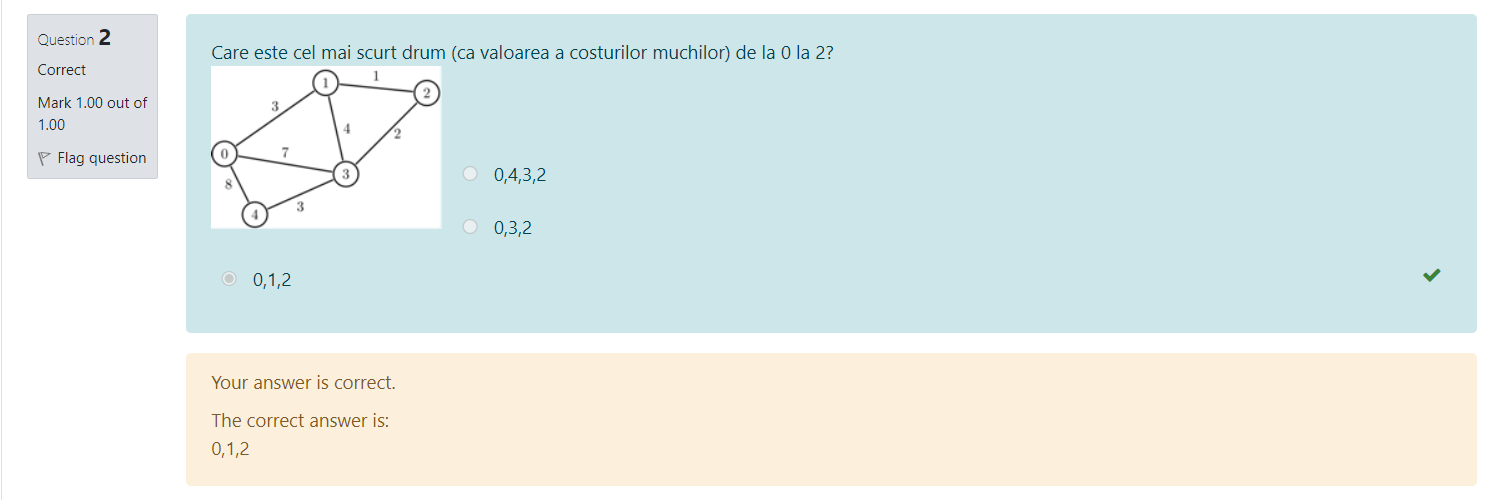 Question 2
Correct
Mark 1.00 out of
1.00
Flag question
Care este cel mai scurt drum (ca valoarea a costurilor muchilor) de la 0 la 2?
1
1
2
3
4
2
0
7
3
8
3
4
0,4,3,2
0,3,2
0,1,2
Your answer is correct.
The correct answer is:
0,1,2